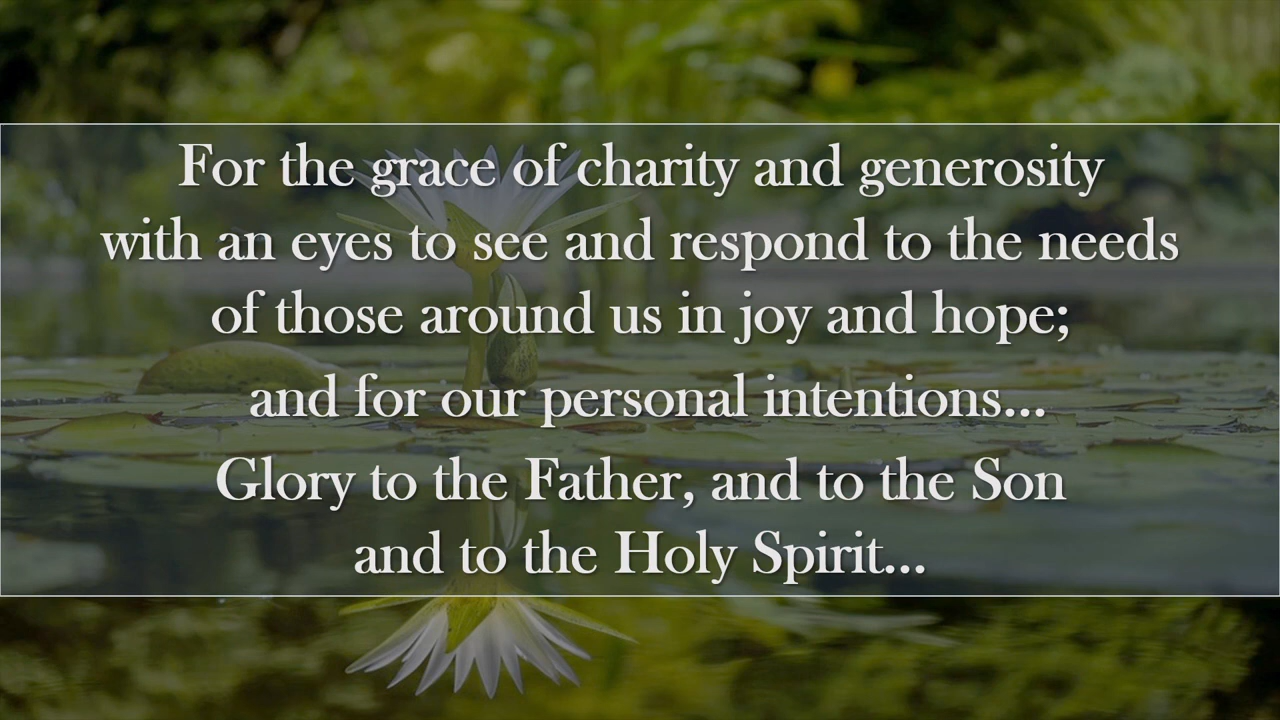 For the grace of charity and generosity
with an eyes to see and respond to the needs
of those around us in joy and hope;
and for our personal intentions...
Glory to the Father, and to the Son
and to the Holy Spirit...